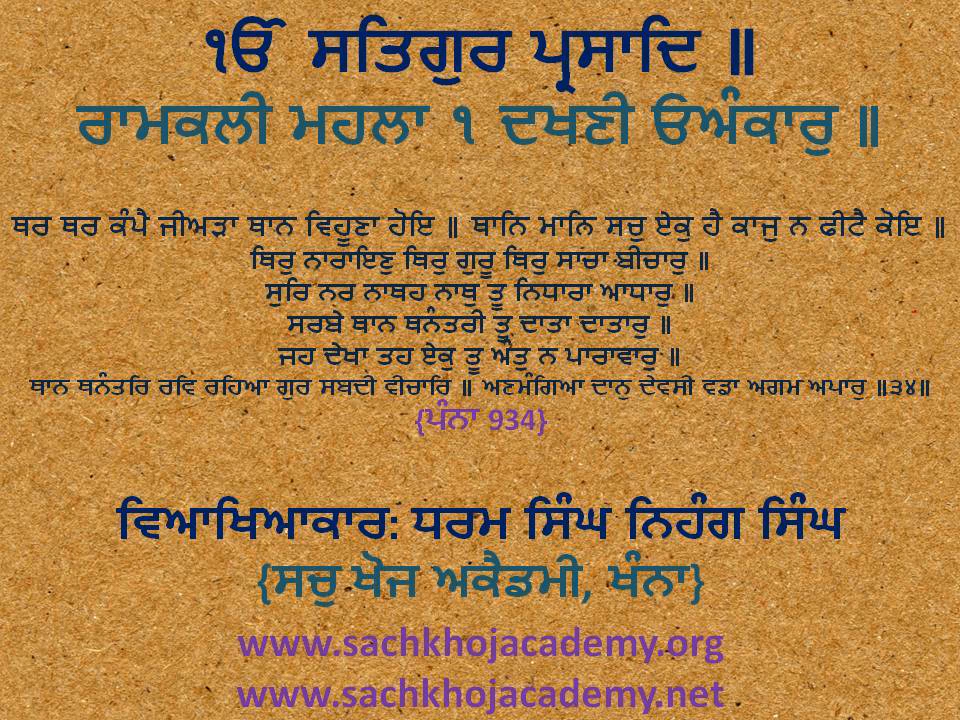 ੴ ਸਤਿਗੁਰ ਪ੍ਰਸਾਦਿ ॥
ਰਾਮਕਲੀ ਮਹਲਾ ੧ ਦਖਣੀ ਓਅੰਕਾਰੁ ॥
ਥਰ ਥਰ ਕੰਪੈ ਜੀਅੜਾ ਥਾਨ ਵਿਹੂਣਾ ਹੋਇ ॥ ਥਾਨਿ ਮਾਨਿ ਸਚੁ ਏਕੁ ਹੈ ਕਾਜੁ ਨ ਫੀਟੈ ਕੋਇ ॥
ਥਿਰੁ ਨਾਰਾਇਣੁ ਥਿਰੁ ਗੁਰੂ ਥਿਰੁ ਸਾਚਾ ਬੀਚਾਰੁ ॥
ਸੁਰਿ ਨਰ ਨਾਥਹ ਨਾਥੁ ਤੂ ਨਿਧਾਰਾ ਆਧਾਰੁ ॥
ਸਰਬੇ ਥਾਨ ਥਨੰਤਰੀ ਤੂ ਦਾਤਾ ਦਾਤਾਰੁ ॥
ਜਹ ਦੇਖਾ ਤਹ ਏਕੁ ਤੂ ਅੰਤੁ ਨ ਪਾਰਾਵਾਰੁ ॥
ਥਾਨ ਥਨੰਤਰਿ ਰਵਿ ਰਹਿਆ ਗੁਰ ਸਬਦੀ ਵੀਚਾਰਿ ॥ ਅਣਮੰਗਿਆ ਦਾਨੁ ਦੇਵਸੀ ਵਡਾ ਅਗਮ ਅਪਾਰੁ ॥੩੪॥
{ਪੰਨਾ 934}
ਵਿਆਖਿਆਕਾਰ: ਧਰਮ ਸਿੰਘ ਨਿਹੰਗ ਸਿੰਘ
{ਸਚੁ ਖੋਜ ਅਕੈਡਮੀ, ਖੰਨਾ}
www.sachkhojacademy.org
www.sachkhojacademy.net